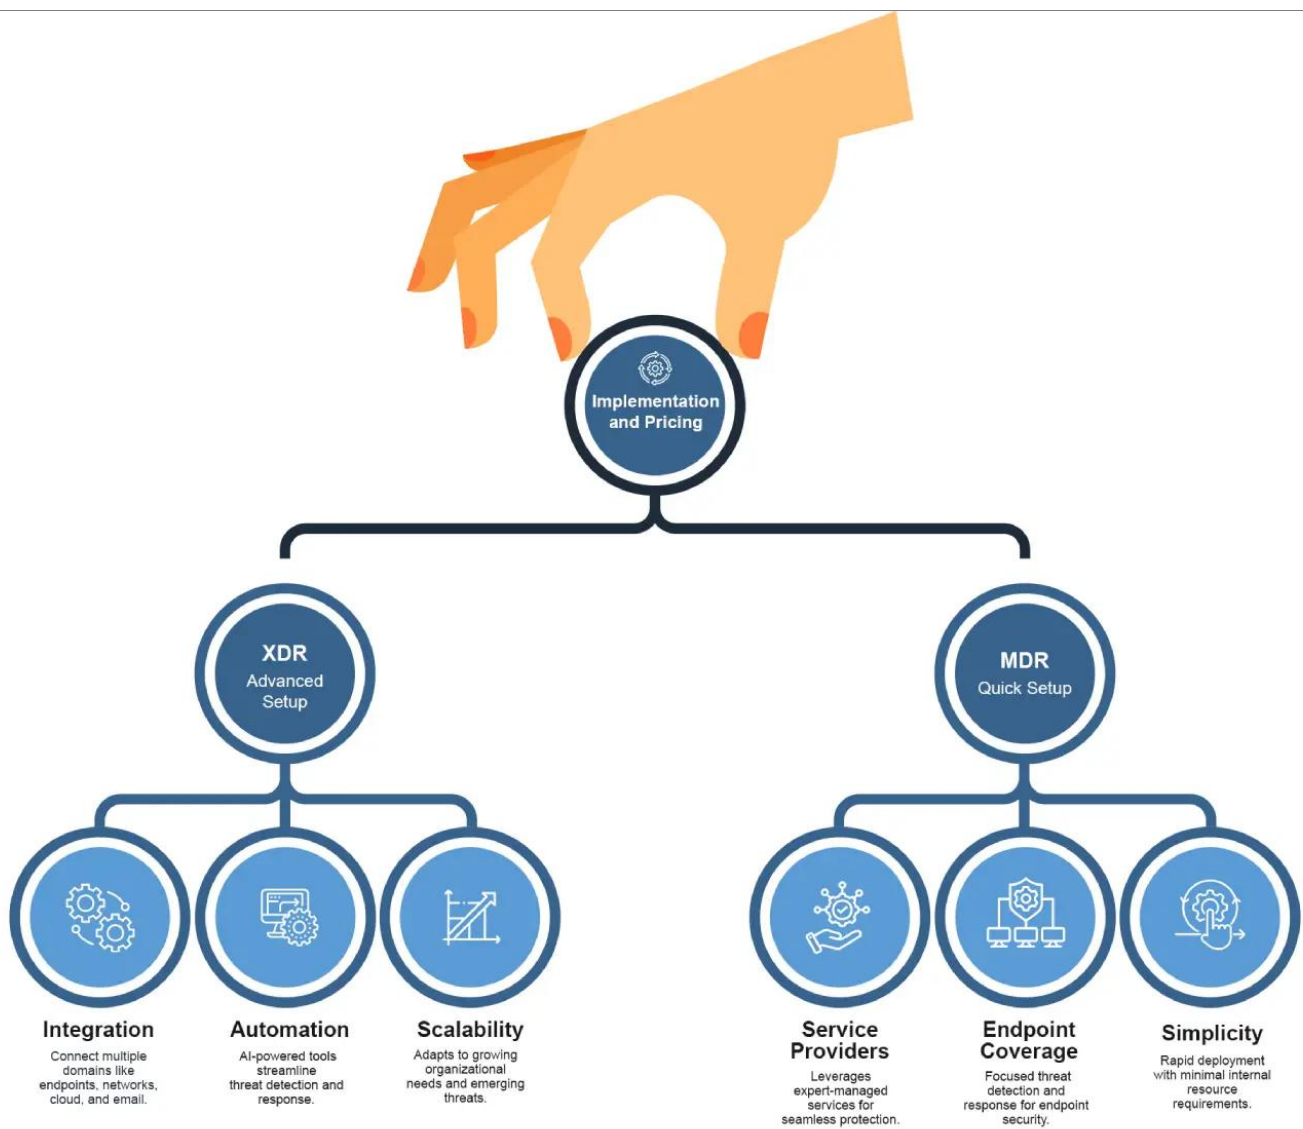 Implementation
and Pricing
XDR
Advanced
Setup
MDR
Quick Setup
Integration
Connect multiple
domains like
endpoints, networks,
cloud, and email.
Automation
AI-powered tools
streamline
threat detection and
response.
Scalability
Adapts to growing
organizational
needs and emerging
threats.
Service
Providers
Leverages
expert-managed
services for
seamless protection.
Endpoint
Coverage
Focused threat
detection and
response for endpoint
security.
Simplicity
Rapid deployment
with minimal internal
resource
requirements.